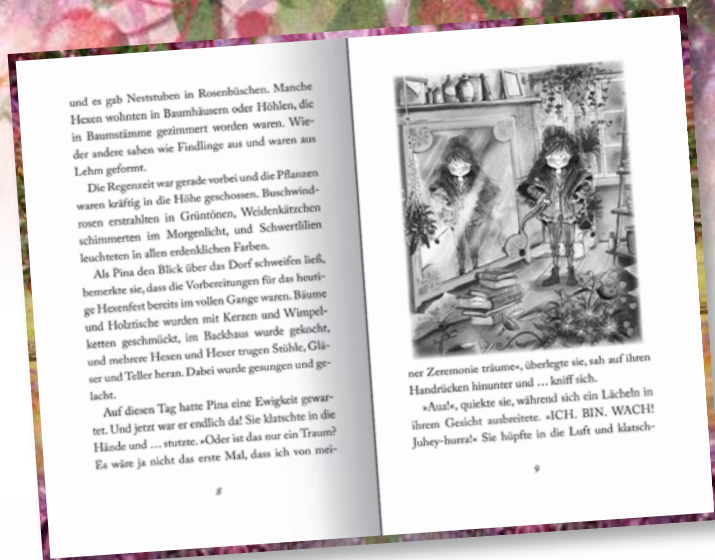 und es gab Neststuben in Rosenbüschen. Manche
Hexen wohnten in Baumhäusern oder Höhlen, die
in Baumstämme gezimmert worden waren. Wie-
der andere sahen wie Findlinge aus und waren aus
Lehm geformt.
Die Regenzeit war gerade vorbei und die Pflanzen
waren kräftig in die Höhe geschossen. Buschwind-
rosen erstrahlten in Grüntönen, Weidenkätzchen
schimmerten im Morgenlicht, und Schwertlilien
leuchteten in allen erdenklichen Farben.
Als Pina den Blick über das Dorf schweifen ließ,
bemerkte sie, dass die Vorbereitungen für das heuti-
ge Hexenfest bereits im vollen Gange waren. Bäume
und Holztische wurden mit Kerzen und Wimpel-
ketten geschmückt, im Backhaus wurde gekocht,
und mehrere Hexen und Hexer trugen Stühle, Glä-
ser und Teller heran. Dabei wurde gesungen und ge-
lacht.
Auf diesen Tag hatte Pina eine Ewigkeit gewar-
tet. Und jetzt war er endlich da! Sie klatschte in die
Hände und … stutzte. »Oder ist das nur ein Traum?
Es wäre ja nicht das erste Mal, dass ich von mei-
8
ner Zeremonie träume«, überlegte sie, sah auf ihren
Handrücken hinunter und … kniff sich.
»Aua!«, quiekte sie, während sich ein Lächeln in
ihrem Gesicht ausbreitete. »ICH. BIN. WACH!
Juhey-hurra!« Sie hüpfte in die Luft und klatsch-
9